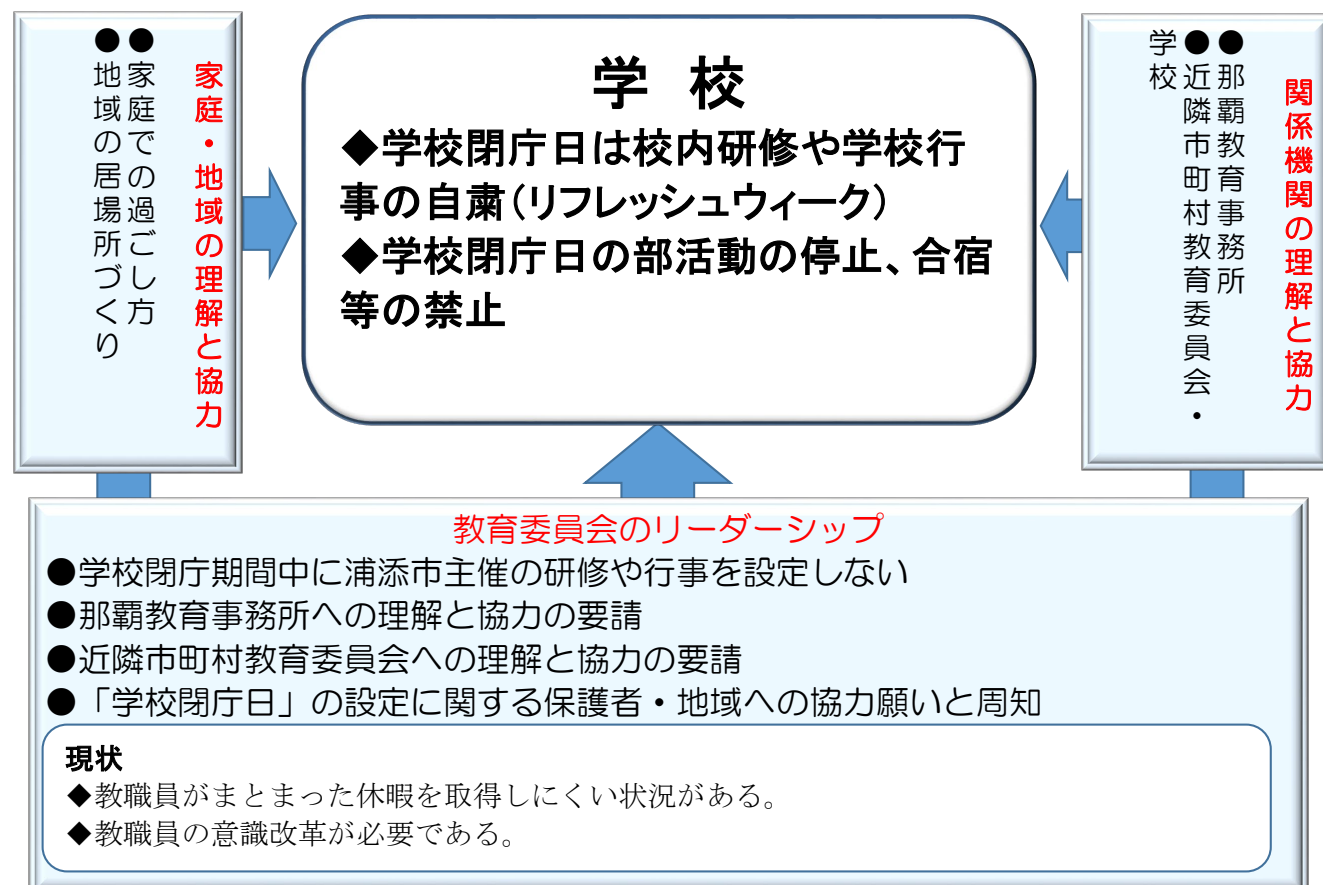 家庭・地域の理解と協力
●家庭での過ごし方
●地域の居場所づくり
学 校
◆学校閉庁日は校内研修や学校行
事の自粛(リフレッシュウィーク)
◆学校閉庁日の部活動の停止、合宿
等の禁止
関係機関の理解と協力
●那覇教育事務所
●近隣市町村教育委員会・
学校
教育委員会のリーダーシップ
●学校閉庁期間中に浦添市主催の研修や行事を設定しない
●那覇教育事務所への理解と協力の要請
●近隣市町村教育委員会への理解と協力の要請
●「学校閉庁日」の設定に関する保護者・地域への協力願いと周知
現状
◆教職員がまとまった休暇を取得しにくい状況がある。
◆教職員の意識改革が必要である。